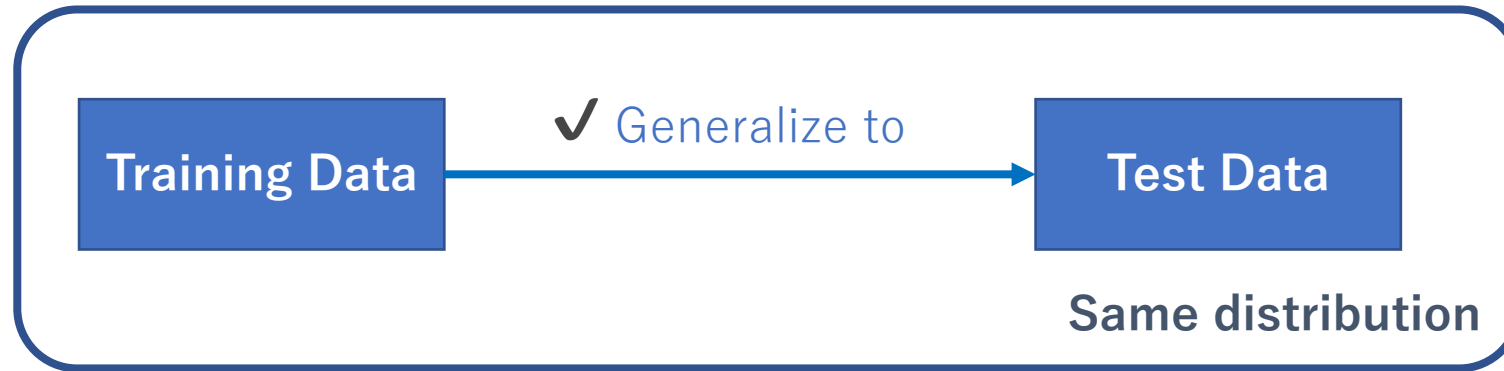 ✔ Generalize to
Training Data
Test Data
Same distribution